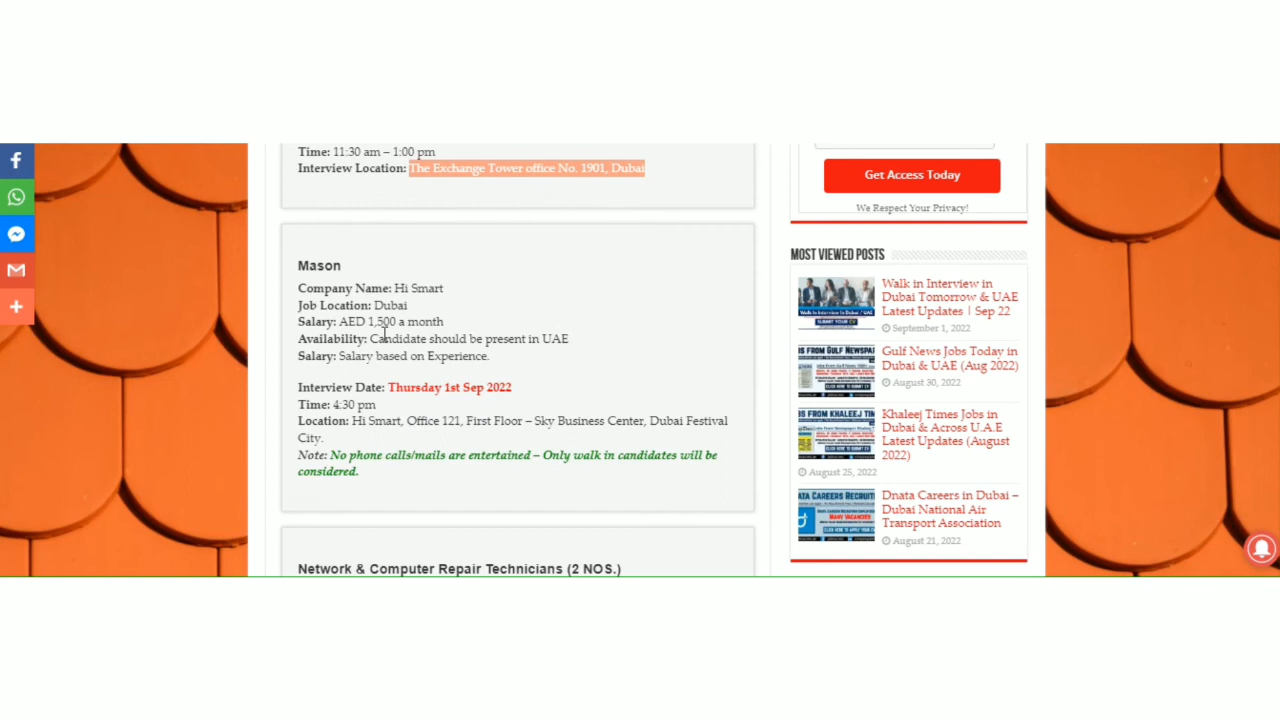 Time: 11:30 am – 1:00 pm
Interview Location: The Exchange Tower office No. 1901, Dubai
Mason
Company Name: Hi Smart
Job Location: Dubai
Salary: AED 1,500 a month
Availability: Candidate should be present in UAE
Salary: Salary based on Experience.
Interview Date: Thursday 1st Sep 2022
Time: 4:30 pm
Location: Hi Smart, Office 121, First Floor – Sky Business Center, Dubai Festival
City.
Note: No phone calls/mails are entertained – Only walk in candidates will be
considered.
Network & Computer Repair Technicians (2 NOS.)
Get Access Today
We Respect Your Privacy!
MOST VIEWED POSTS
Walk in Interview in
Dubai Tomorrow & UAE
Latest Updates | Sep 22
September 1, 2022
Gulf News Jobs Today in
Dubai & UAE (Aug 2022)
August 30, 2022
Khaleej Times Jobs in
Dubai & Across U.A.E
Latest Updates (August
2022)
August 25, 2022
Dnata Careers in Dubai –
Dubai National Air
Transport Association
August 21, 2022